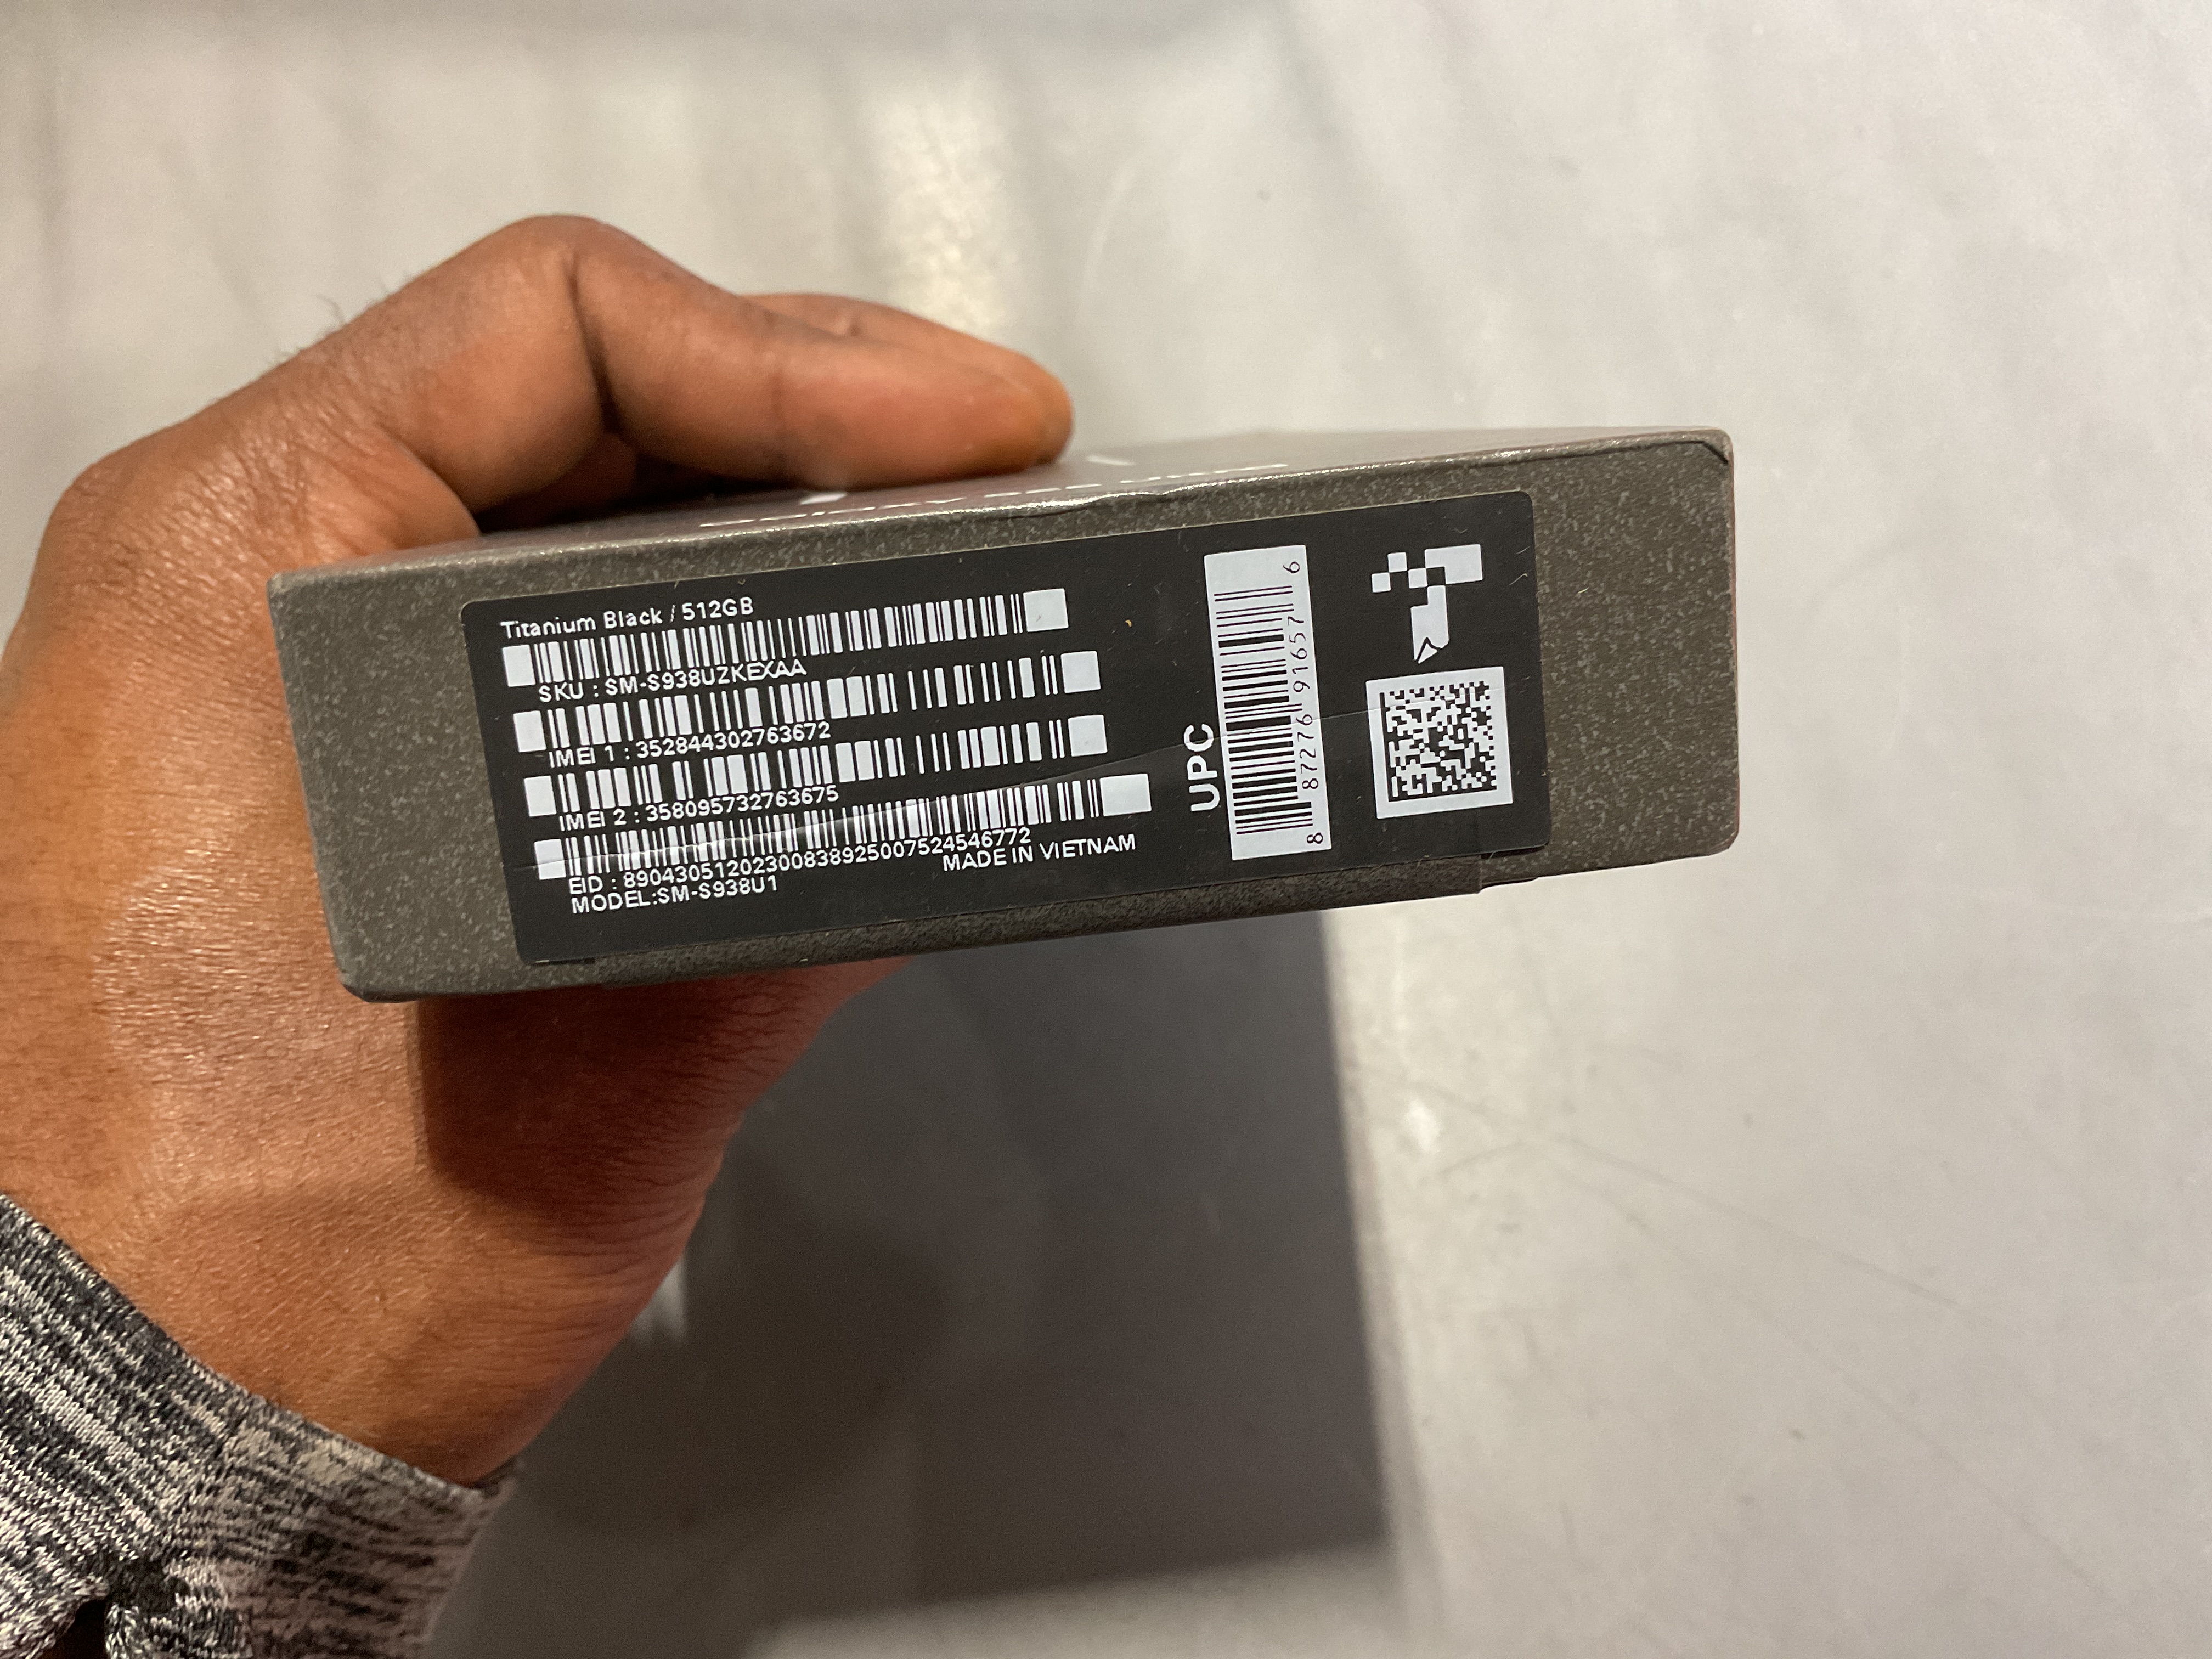 Titanium Black / 512GB
SKU : SM-S938UZKEXAA
IMEI 1 : 352844302763672
IMEI 2 : 358095732763675
EID : 89043051202300838925007524546772
MADE IN VIETNAM
MODEL:SM-S938U1
UPC
8 87276 91657 6